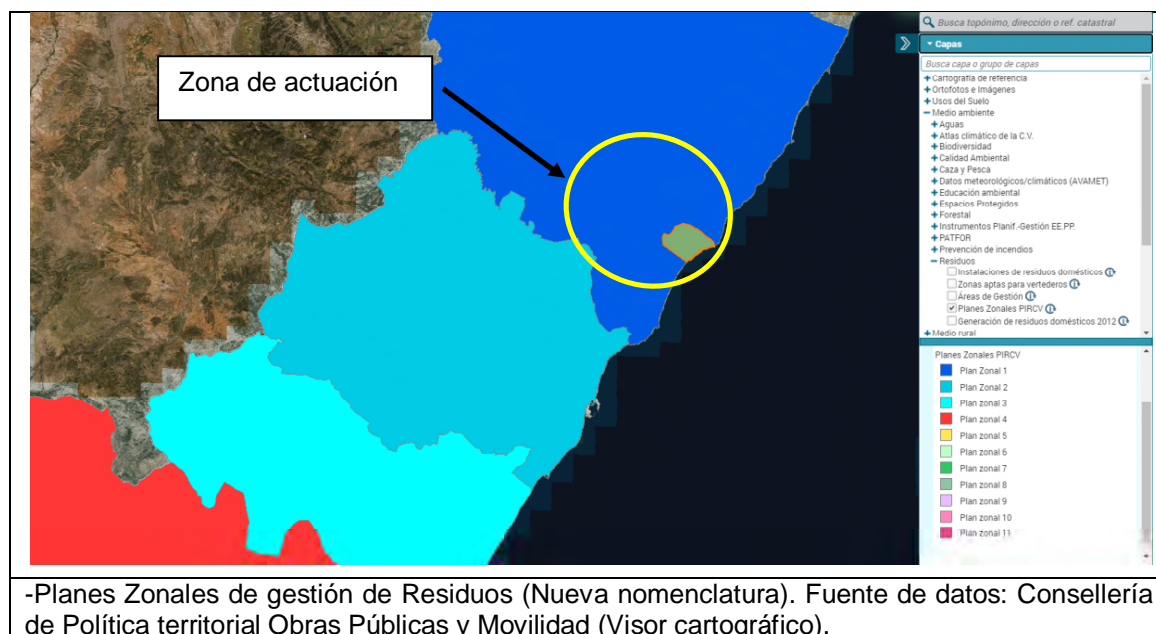 Zona de actuación
Busca topónimo, dirección o ref. catastral
Capas
Busca capa o grupo de capas
Cartografía de referencia
Ortofotos e Imágenes
Usos del Suelo
Medio ambiente
Aguas
Atlas climático de la C.V.
Biodiversidad
Calidad Ambiental
Caza y Pesca
Datos meteorológicos/climáticos (AVAMET)
Educación ambiental
Espacios Protegidos
Forestal
Instrumentos Planif.-Gestión EE.PP.
PATFOR
Prevención de incendios
Residuos
Instalaciones de residuos domésticos
Zonas aptas para vertederos
Áreas de Gestión
Planes Zonales PIRCV
Generación de residuos domésticos 2012
Medio rural
Planes Zonales PIRCV
Plan Zonal 1
Plan Zonal 2
Plan zonal 3
Plan zonal 4
Plan zonal 5
Plan zonal 6
Plan zonal 7
Plan zonal 8
Plan zonal 9
Plan zonal 10
Plan zonal 11
-Planes Zonales de gestión de Residuos (Nueva nomenclatura). Fuente de datos: Consellería
de Política territorial Obras Públicas y Movilidad (Visor cartográfico).